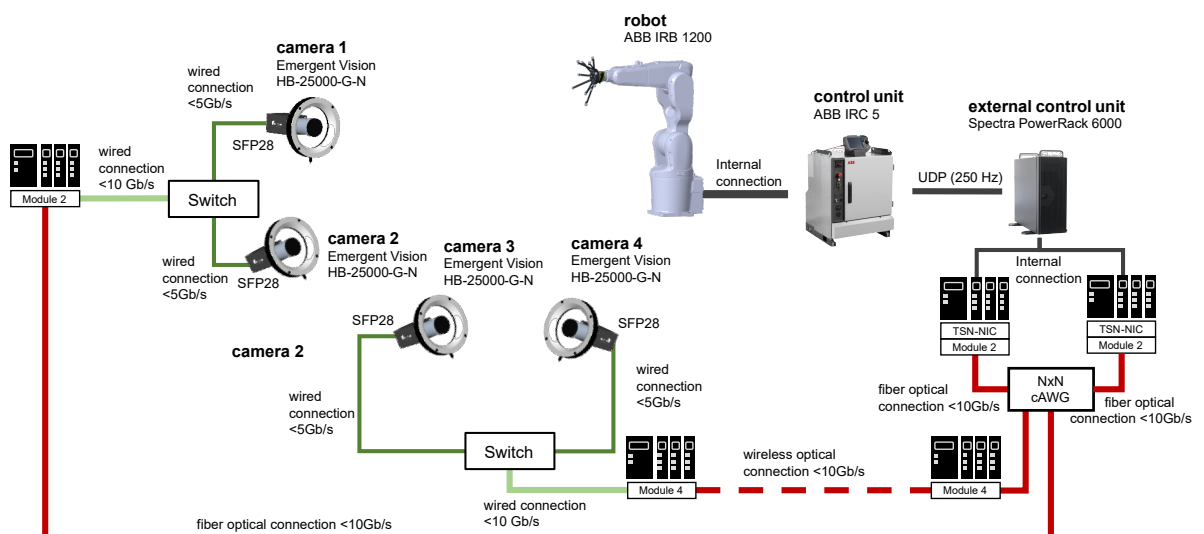 robot
ABB IRB 1200
camera 1
Emergent Vision
HB-25000-G-N
wired
connection
<5Gb/s
SFP28
control unit
ABB IRC 5
external control unit
Spectra PowerRack 6000
wired
connection
<10 Gb/s
Module 2
Switch
Internal
connection
UDP (250 Hz)
wired
connection
<5Gb/s
SFP28
camera 2
Emergent Vision
HB-25000-G-N
camera 3
Emergent Vision
HB-25000-G-N
camera 4
Emergent Vision
HB-25000-G-N
Internal
connection
SFP28
SFP28
camera 2
TSN-NIC
Module 2
TSN-NIC
Module 2
wired
connection
<5Gb/s
wired
connection
<5Gb/s
fiber optical
connection <10Gb/s
NxN
cAWG
fiber optical
connection <10Gb/s
Switch
Module 4
wireless optical
connection <10Gb/s
Module 4
wired connection
<10 Gb/s
fiber optical connection <10Gb/s